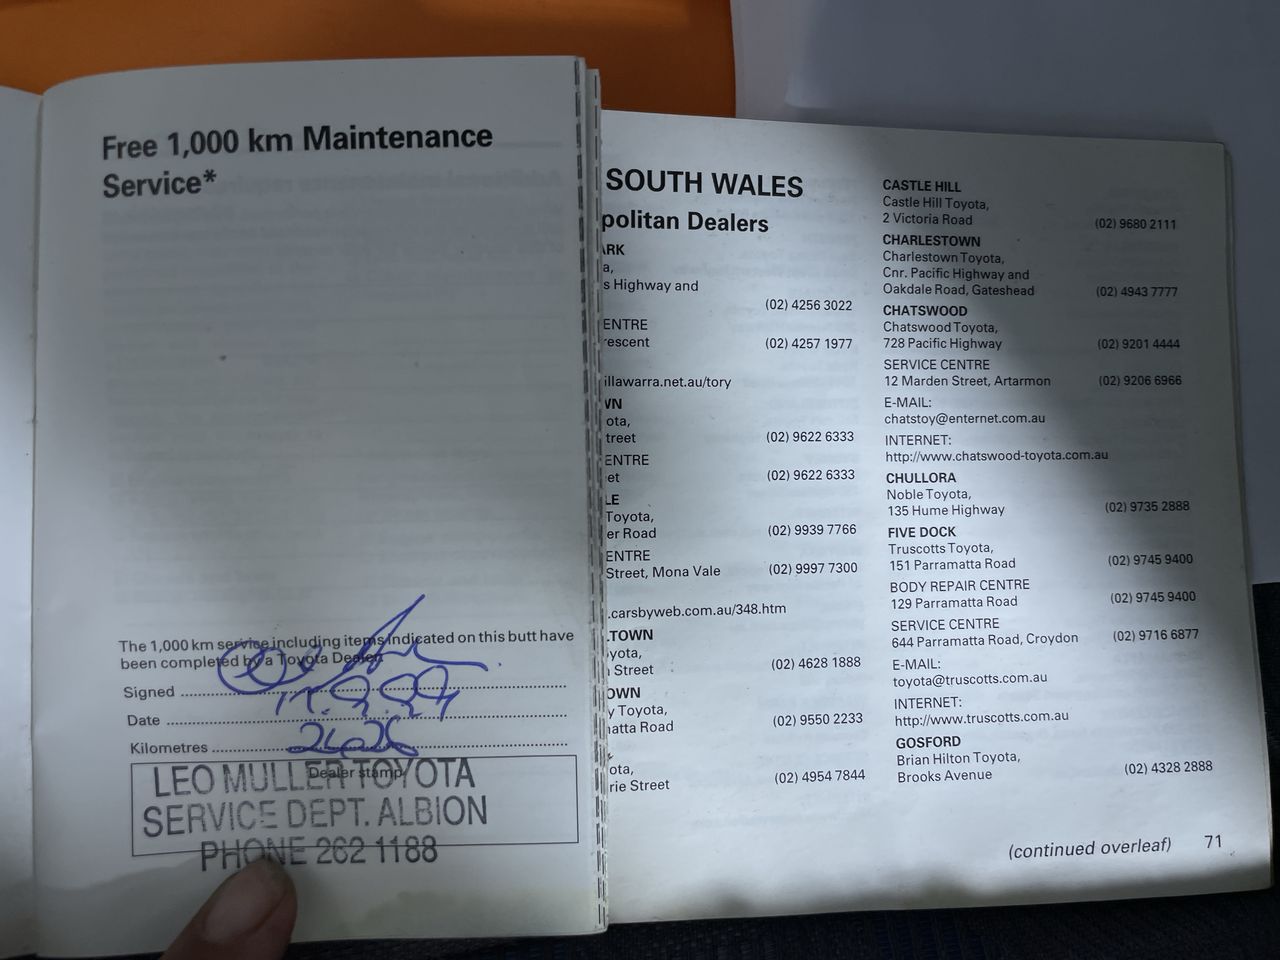 Free 1,000 km Maintenance
Service*
The 1,000 km service including items indicated on this butt have
been completed by a Toyota Dealer.
Signed
Date
Kilometres
Dealer stamp
LEO MULLER TOYOTA
SERVICE DEPT. ALBION
PHONE 262 1188
SOUTH WALES
politan Dealers
ARK
a,
s Highway and
(02) 4256 3022
ENTRE
rescent (02) 4257 1977
illawarra.net.au/tory
WN
ota,
treet (02) 9622 6333
ENTRE
et (02) 9622 6333
LE
Toyota,
er Road (02) 9939 7766
ENTRE
Street, Mona Vale (02) 9997 7300
.carsbyweb.com.au/348.htm
LTOWN
yota,
Street (02) 4628 1888
OWN
y Toyota,
matta Road (02) 9550 2233
ota,
rie Street (02) 4954 7844
CASTLE HILL
Castle Hill Toyota,
2 Victoria Road (02) 9680 2111
CHARLESTOWN
Charlestown Toyota,
Cnr. Pacific Highway and
Oakdale Road, Gateshead (02) 4943 7777
CHATSWOOD
Chatswood Toyota,
728 Pacific Highway (02) 9201 4444
SERVICE CENTRE
12 Marden Street, Artarmon (02) 9206 6966
E-MAIL:
chatstoy@enternet.com.au
INTERNET:
http://www.chatswood-toyota.com.au
CHULLORA
Noble Toyota,
135 Hume Highway (02) 9735 2888
FIVE DOCK
Truscotts Toyota,
151 Parramatta Road (02) 9745 9400
BODY REPAIR CENTRE
129 Parramatta Road (02) 9745 9400
SERVICE CENTRE
644 Parramatta Road, Croydon (02) 9716 6877
E-MAIL:
toyota@truscotts.com.au
INTERNET:
http://www.truscotts.com.au
GOSFORD
Brian Hilton Toyota,
Brooks Avenue (02) 4328 2888
(continued overleaf) 71